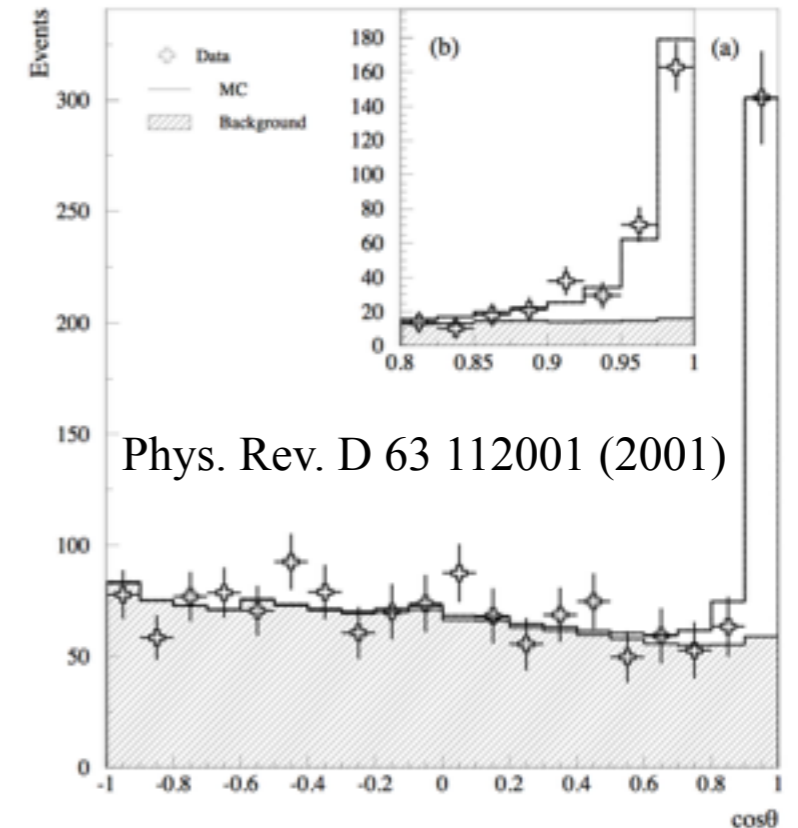 Events
Data
MC
Background
300
250
200
150
100
50
0
-1 -0.8 -0.6 -0.4 -0.2 0 0.2 0.4 0.6 0.8 1
cosθ
(b)
(a)
180
160
140
120
100
80
60
40
20
0
0.8 0.85 0.9 0.95 1
Phys. Rev. D 63 112001 (2001)